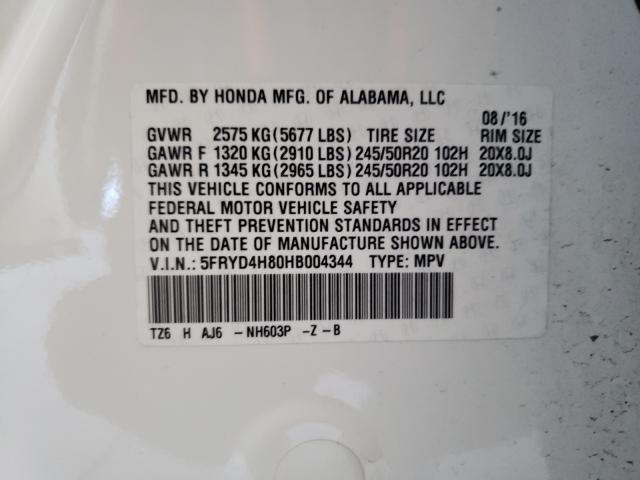 MFD. BY HONDA MFG. OF ALABAMA, LLC
08/'16
GVWR 2575 KG (5677 LBS) TIRE SIZE RIM SIZE
GAWR F 1320 KG (2910 LBS) 245/50R20 102H 20X8.0J
GAWR R 1345 KG (2965 LBS) 245/50R20 102H 20X8.0J
THIS VEHICLE CONFORMS TO ALL APPLICABLE
FEDERAL MOTOR VEHICLE SAFETY
AND THEFT PREVENTION STANDARDS IN EFFECT
ON THE DATE OF MANUFACTURE SHOWN ABOVE.
V.I.N.: 5FRYD4H80HB004344 TYPE: MPV
TZ6 H AJ6 -NH603P -Z-B